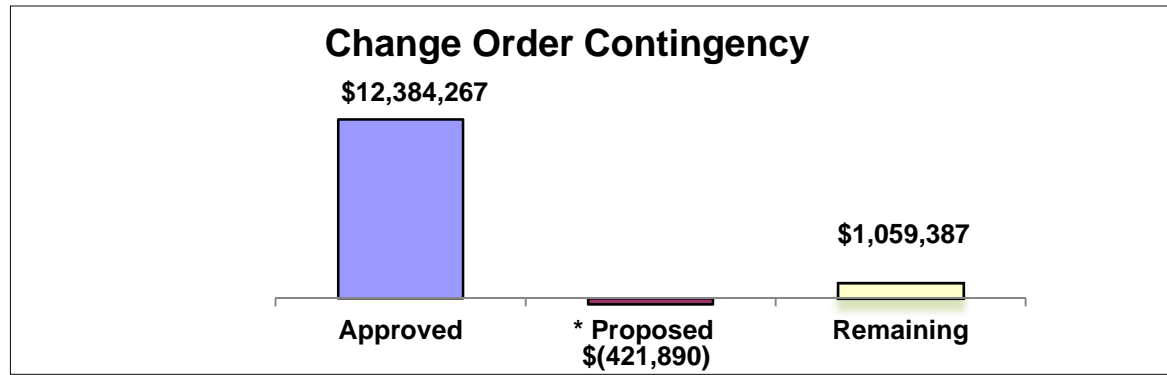 Change Order Contingency
$12,384,267
$1,059,387
Approved
* Proposed
$(421,890)
Remaining